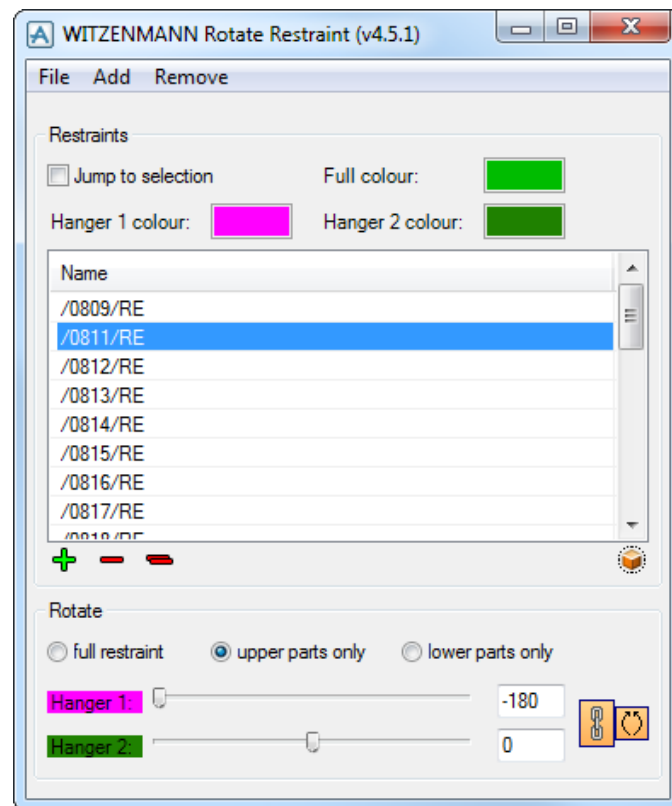 WITZENMANN Rotate Restraint (v4.5.1)
File Add Remove
Restraints
Jump to selection Full colour:
Hanger 1 colour: Hanger 2 colour:
Name
/0809/RE
/0811/RE
/0812/RE
/0813/RE
/0814/RE
/0815/RE
/0816/RE
/0817/RE
/0818/RE
Rotate
full restraint upper parts only lower parts only
Hanger 1: -180
Hanger 2: 0